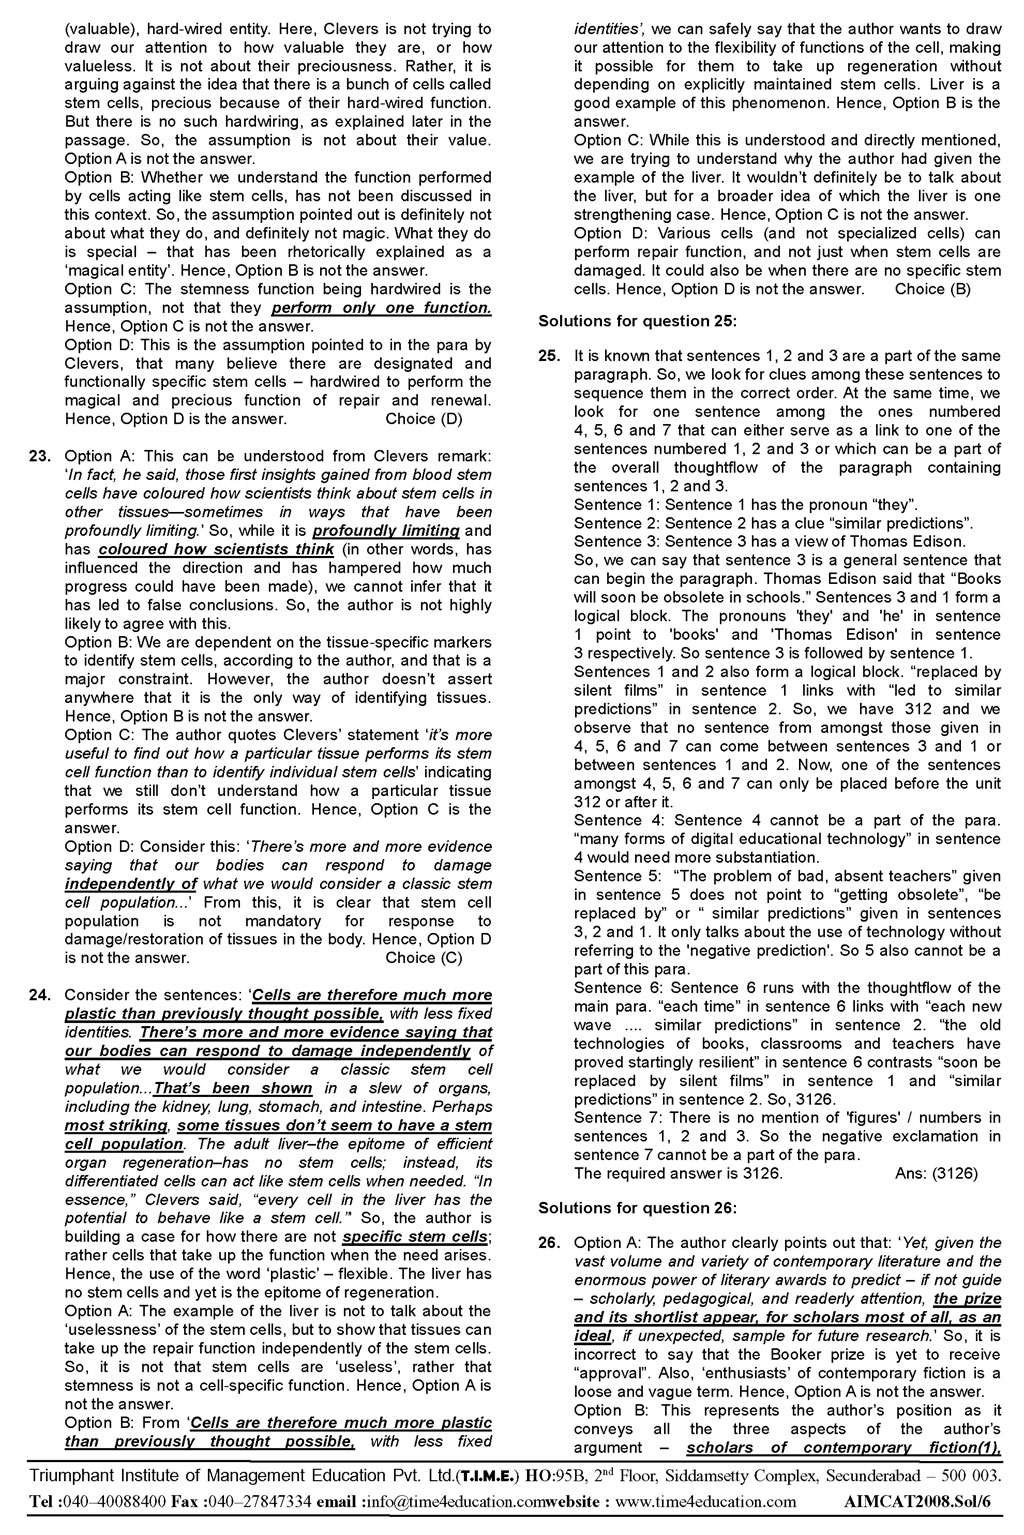 (valuable), hard-wired entity. Here, Clevers is not trying to
draw our attention to how valuable they are, or how
valueless. It is not about their preciousness. Rather, it is
arguing against the idea that there is a bunch of cells called
stem cells, precious because of their hard-wired function.
But there is no such hardwiring, as explained later in the
passage. So, the assumption is not about their value.
Option A is not the answer.
Option B: Whether we understand the function performed
by cells acting like stem cells, has not been discussed in
this context. So, the assumption pointed out is definitely not
about what they do, and definitely not magic. What they do
is special – that has been rhetorically explained as a
‘magical entity’. Hence, Option B is not the answer.
Option C: The stemness function being hardwired is the
assumption, not that they perform only one function.
Hence, Option C is not the answer.
Option D: This is the assumption pointed to in the para by
Clevers, that many believe there are designated and
functionally specific stem cells – hardwired to perform the
magical and precious function of repair and renewal.
Hence, Option D is the answer. Choice (D)
23. Option A: This can be understood from Clevers remark:
‘In fact, he said, those first insights gained from blood stem
cells have coloured how scientists think about stem cells in
other tissues—sometimes in ways that have been
profoundly limiting.’ So, while it is profoundly limiting and
has coloured how scientists think (in other words, has
influenced the direction and has hampered how much
progress could have been made), we cannot infer that it
has led to false conclusions. So, the author is not highly
likely to agree with this.
Option B: We are dependent on the tissue-specific markers
to identify stem cells, according to the author, and that is a
major constraint. However, the author doesn’t assert
anywhere that it is the only way of identifying tissues.
Hence, Option B is not the answer.
Option C: The author quotes Clevers’ statement ‘it’s more
useful to find out how a particular tissue performs its stem
cell function than to identify individual stem cells’ indicating
that we still don’t understand how a particular tissue
performs its stem cell function. Hence, Option C is the
answer.
Option D: Consider this: ‘There’s more and more evidence
saying that our bodies can respond to damage
independently of what we would consider a classic stem
cell population...’ From this, it is clear that stem cell
population is not mandatory for response to
damage/restoration of tissues in the body. Hence, Option D
is not the answer. Choice (C)
24. Consider the sentences: ‘Cells are therefore much more
plastic than previously thought possible, with less fixed
identities. There’s more and more evidence saying that
our bodies can respond to damage independently of
what we would consider a classic stem cell
population...That’s been shown in a slew of organs,
including the kidney, lung, stomach, and intestine. Perhaps
most striking, some tissues don’t seem to have a stem
cell population. The adult liver–the epitome of efficient
organ regeneration–has no stem cells; instead, its
differentiated cells can act like stem cells when needed. “In
essence,” Clevers said, “every cell in the liver has the
potential to behave like a stem cell.”’ So, the author is
building a case for how there are not specific stem cells;
rather cells that take up the function when the need arises.
Hence, the use of the word ‘plastic’ – flexible. The liver has
no stem cells and yet is the epitome of regeneration.
Option A: The example of the liver is not to talk about the
‘uselessness’ of the stem cells, but to show that tissues can
take up the repair function independently of the stem cells.
So, it is not that stem cells are ‘useless’, rather that
stemness is not a cell-specific function. Hence, Option A is
not the answer.
Option B: From ‘Cells are therefore much more plastic
than previously thought possible, with less fixed
identities’, we can safely say that the author wants to draw
our attention to the flexibility of functions of the cell, making
it possible for them to take up regeneration without
depending on explicitly maintained stem cells. Liver is a
good example of this phenomenon. Hence, Option B is the
answer.
Option C: While this is understood and directly mentioned,
we are trying to understand why the author had given the
example of the liver. It wouldn’t definitely be to talk about
the liver, but for a broader idea of which the liver is one
strengthening case. Hence, Option C is not the answer.
Option D: Various cells (and not specialized cells) can
perform repair function, and not just when stem cells are
damaged. It could also be when there are no specific stem
cells. Hence, Option D is not the answer. Choice (B)
Solutions for question 25:
25. It is known that sentences 1, 2 and 3 are a part of the same
paragraph. So, we look for clues among these sentences to
sequence them in the correct order. At the same time, we
look for one sentence among the ones numbered
4, 5, 6 and 7 that can either serve as a link to one of the
sentences numbered 1, 2 and 3 or which can be a part of
the overall thoughtflow of the paragraph containing
sentences 1, 2 and 3.
Sentence 1: Sentence 1 has the pronoun “they”.
Sentence 2: Sentence 2 has a clue “similar predictions”.
Sentence 3: Sentence 3 has a view of Thomas Edison.
So, we can say that sentence 3 is a general sentence that
can begin the paragraph. Thomas Edison said that “Books
will soon be obsolete in schools.” Sentences 3 and 1 form a
logical block. The pronouns 'they' and 'he' in sentence
1 point to 'books' and 'Thomas Edison' in sentence
3 respectively. So sentence 3 is followed by sentence 1.
Sentences 1 and 2 also form a logical block. “replaced by
silent films” in sentence 1 links with “led to similar
predictions” in sentence 2. So, we have 312 and we
observe that no sentence from amongst those given in
4, 5, 6 and 7 can come between sentences 3 and 1 or
between sentences 1 and 2. Now, one of the sentences
amongst 4, 5, 6 and 7 can only be placed before the unit
312 or after it.
Sentence 4: Sentence 4 cannot be a part of the para.
“many forms of digital educational technology” in sentence
4 would need more substantiation.
Sentence 5: “The problem of bad, absent teachers” given
in sentence 5 does not point to “getting obsolete”, “be
replaced by” or “ similar predictions” given in sentences
3, 2 and 1. It only talks about the use of technology without
referring to the 'negative prediction'. So 5 also cannot be a
part of this para.
Sentence 6: Sentence 6 runs with the thoughtflow of the
main para. “each time” in sentence 6 links with “each new
wave .... similar predictions” in sentence 2. “the old
technologies of books, classrooms and teachers have
proved startingly resilient” in sentence 6 contrasts “soon be
replaced by silent films” in sentence 1 and “similar
predictions” in sentence 2. So, 3126.
Sentence 7: There is no mention of 'figures' / numbers in
sentences 1, 2 and 3. So the negative exclamation in
sentence 7 cannot be a part of the para.
The required answer is 3126. Ans: (3126)
Solutions for question 26:
26. Option A: The author clearly points out that: ‘Yet, given the
vast volume and variety of contemporary literature and the
enormous power of literary awards to predict – if not guide
– scholarly, pedagogical, and readerly attention, the prize
and its shortlist appear, for scholars most of all, as an
ideal, if unexpected, sample for future research.’ So, it is
incorrect to say that the Booker prize is yet to receive
“approval”. Also, ‘enthusiasts’ of contemporary fiction is a
loose and vague term. Hence, Option A is not the answer.
Option B: This represents the author’s position as it
conveys all the three aspects of the author’s
argument – scholars of contemporary fiction(1),
Triumphant Institute of Management Education Pvt. Ltd.(T.I.M.E.) HO:95B, 2nd Floor, Siddamsetty Complex, Secunderabad – 500 003.
Tel :040–40088400 Fax :040–27847334 email :info@time4education.comwebsite : www.time4education.com AIMCAT2008.Sol/6